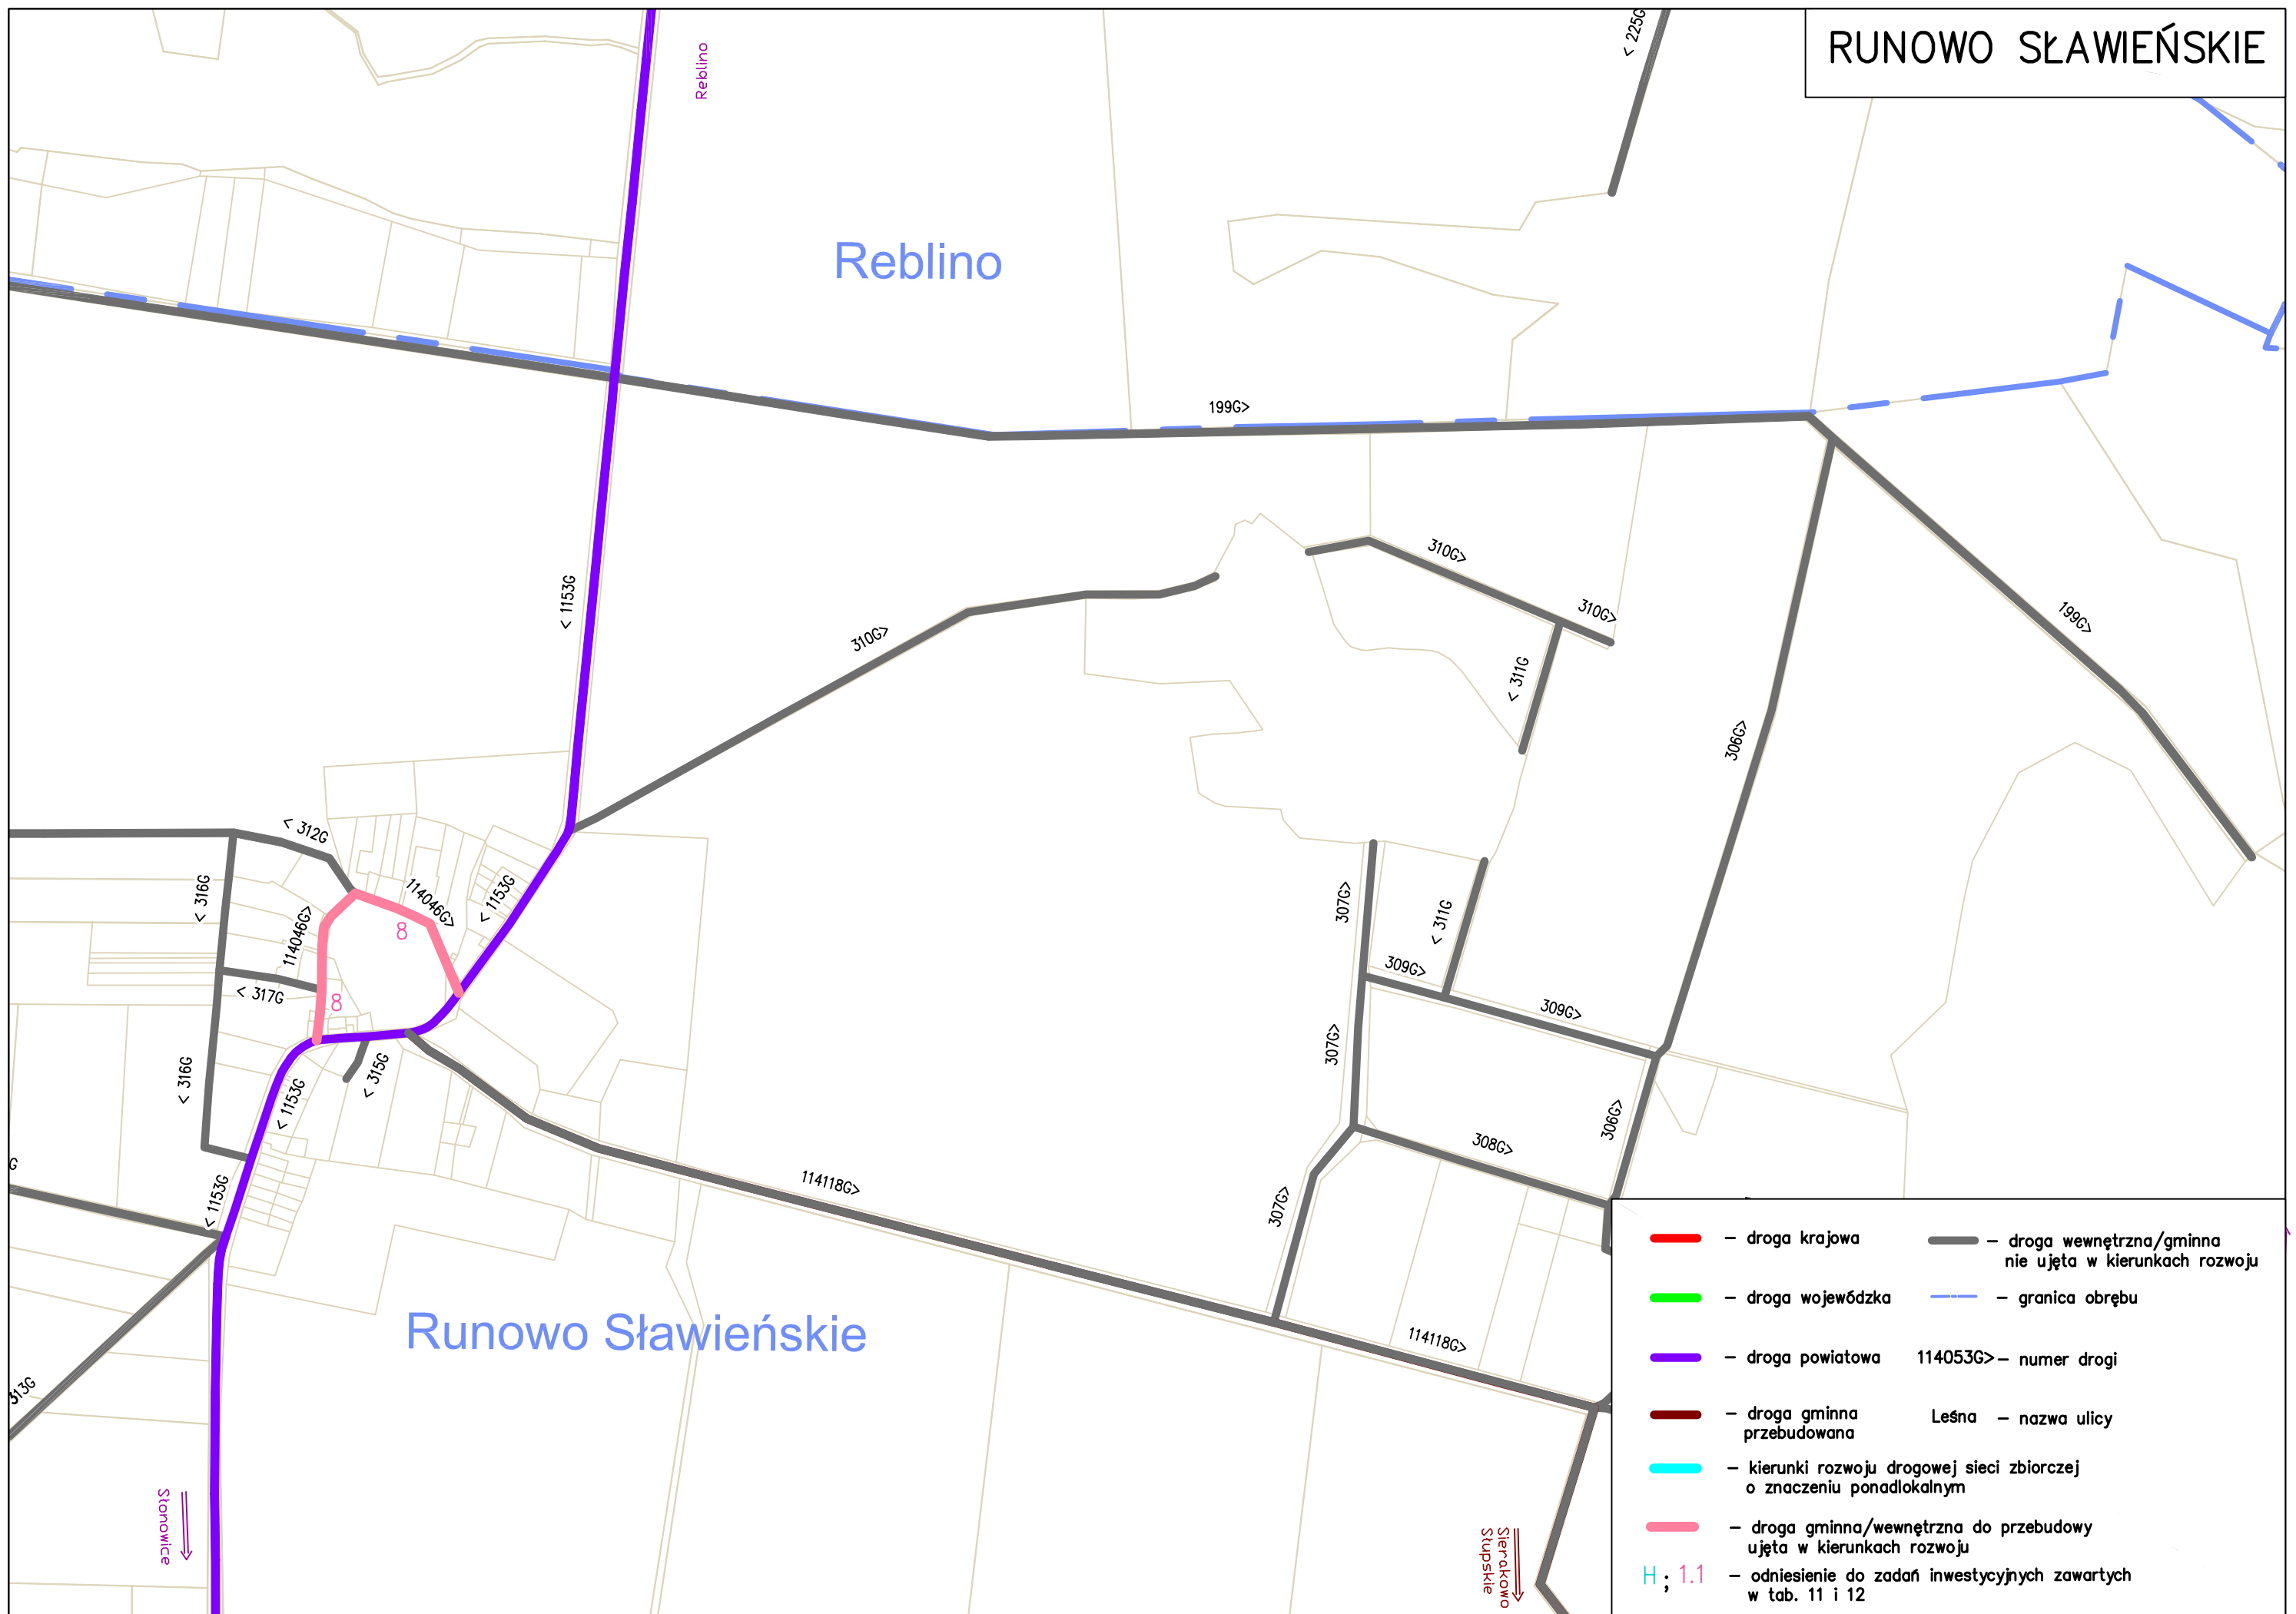 RUNOWO SŁAWIEŃSKIE
< 225G
Reblino
Reblino
199G>
< 1153G
310G>
310G>
310G>
< 311G
199G>
306G>
< 312G
< 316G
114046G>
114046G>
< 1153G
8
8
< 317G
307G>
< 311G
309G>
309G>
307G>
< 316G
< 1153G
< 315G
306G>
308G>
G
< 1153G
114118G>
307G>
Runowo Sławieńskie
114118G>
313G
Stonowice
Sierakowo
Słupskie
– droga krajowa
– droga wewnętrzna/gminna
nie ujęta w kierunkach rozwoju
– droga wojewódzka
– granica obrębu
– droga powiatowa
114053G> – numer drogi
– droga gminna
przebudowana
Leśna – nazwa ulicy
– kierunki rozwoju drogowej sieci zbiorczej
o znaczeniu ponadlokalnym
– droga gminna/wewnętrzna do przebudowy
ujęta w kierunkach rozwoju
H ; 1.1 – odniesienie do zadań inwestycyjnych zawartych
w tab. 11 i 12